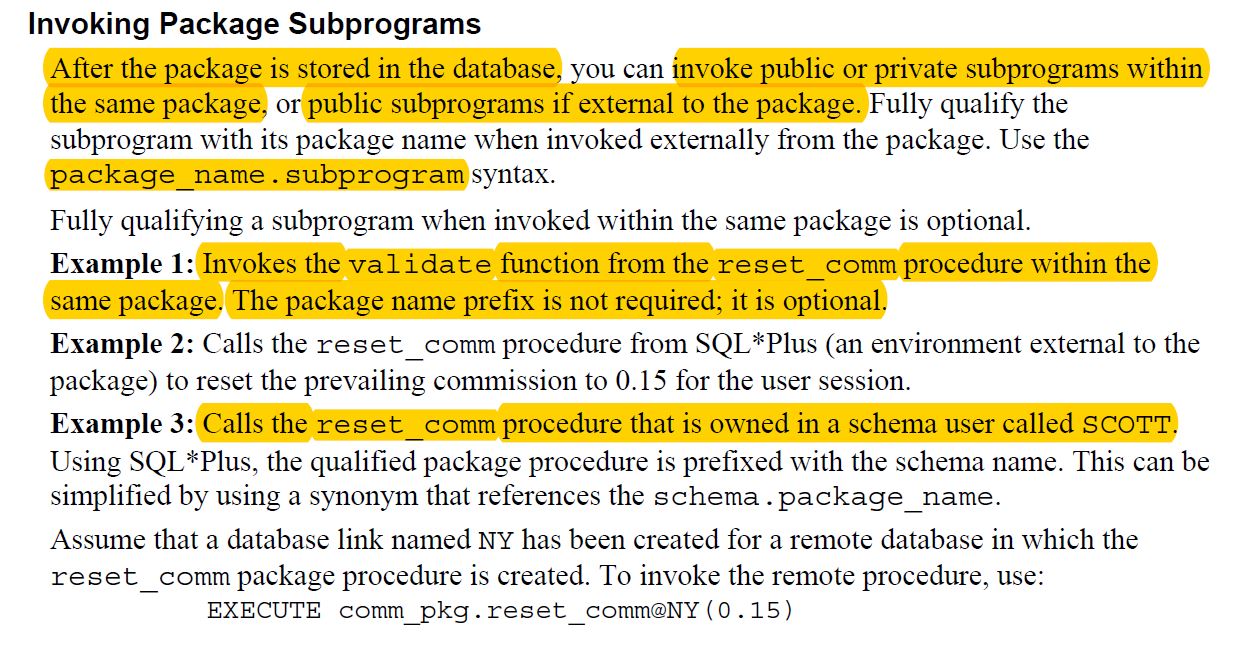 Invoking Package Subprograms
After the package is stored in the database, you can invoke public or private subprograms within
the same package, or public subprograms if external to the package. Fully qualify the
subprogram with its package name when invoked externally from the package. Use the
package_name.subprogram syntax.
Fully qualifying a subprogram when invoked within the same package is optional.
Example 1: Invokes the validate function from the reset_comm procedure within the
same package. The package name prefix is not required; it is optional.
Example 2: Calls the reset_comm procedure from SQL*Plus (an environment external to the
package) to reset the prevailing commission to 0.15 for the user session.
Example 3: Calls the reset_comm procedure that is owned in a schema user called SCOTT.
Using SQL*Plus, the qualified package procedure is prefixed with the schema name. This can be
simplified by using a synonym that references the schema.package_name.
Assume that a database link named NY has been created for a remote database in which the
reset_comm package procedure is created. To invoke the remote procedure, use:
EXECUTE comm_pkg.reset_comm@NY(0.15)